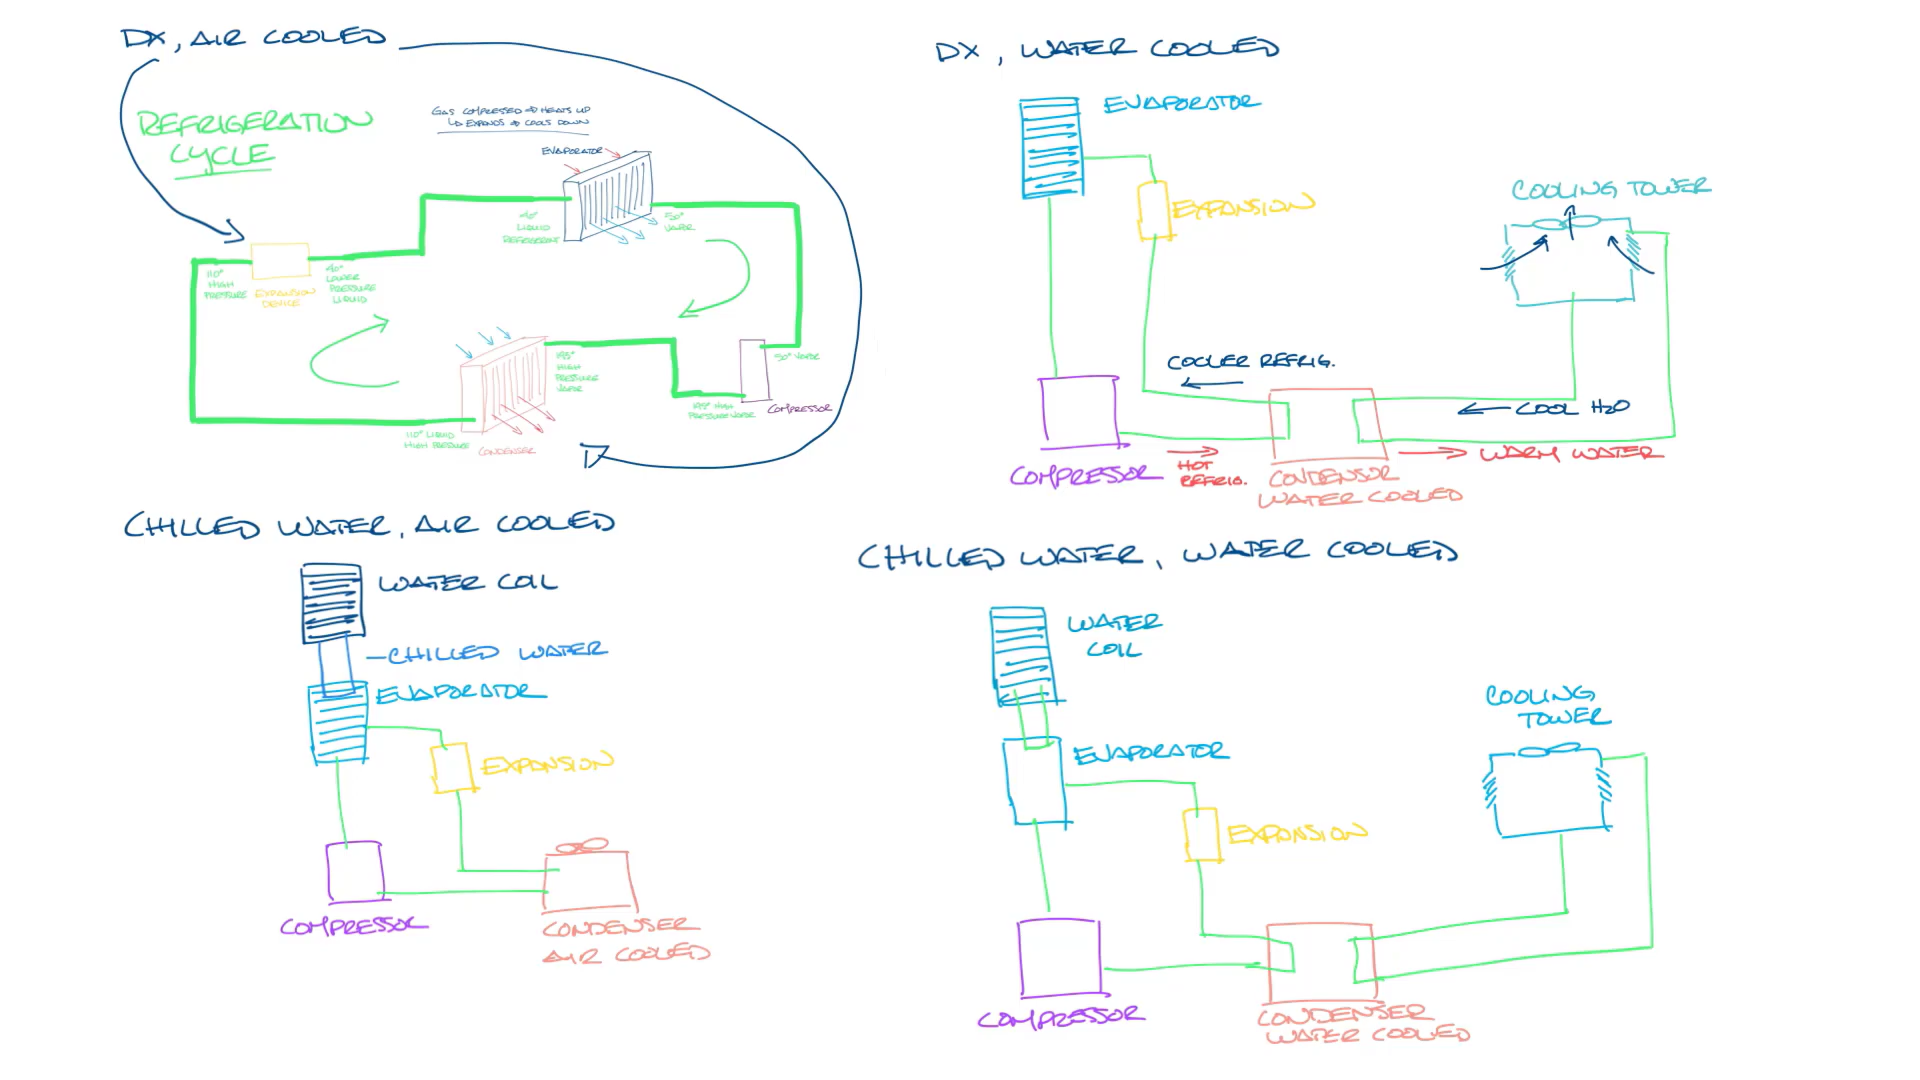 DX, AIR COOLED
REFRIGERATION
CYCLE
GAS COMPRESSED → HEATS UP
↳ EXPANDS → COOLS DOWN
EVAPORATOR
40°
LIQUID
REFRIGERANT
50°
VAPOR
110°
HIGH
PRESSURE
EXPANSION
DEVICE
40°
LOWER
PRESSURE
LIQUID
195°
HIGH
PRESSURE
VAPOR
50° VAPOR
195° HIGH
PRESSURE VAPOR
COMPRESSOR
110° LIQUID
HIGH PRESSURE
CONDENSER
DX, WATER COOLED
EVAPORATOR
EXPANSION
COOLING TOWER
COOLER REFRIG.
COOL H2O
WARM WATER
COMPRESSOR
HOT
REFRIG.
CONDENSOR
WATER COOLED
CHILLED WATER, AIR COOLED
WATER COIL
CHILLED WATER
EVAPORATOR
EXPANSION
COMPRESSOR
CONDENSER
AIR COOLED
CHILLED WATER, WATER COOLED
WATER
COIL
EVAPORATOR
EXPANSION
COOLING
TOWER
COMPRESSOR
CONDENSER
WATER COOLED